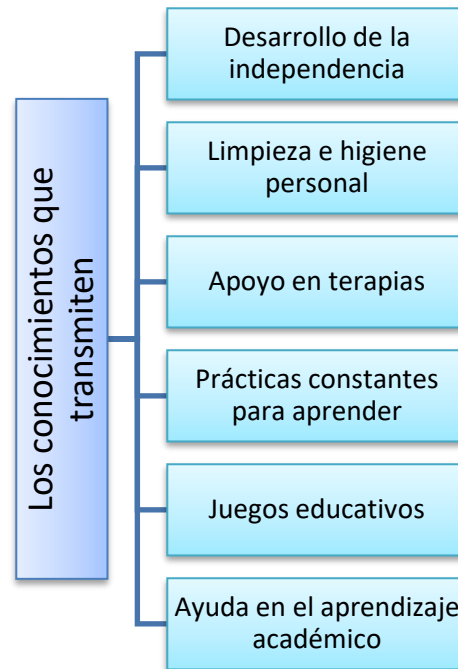 Los conocimientos que
transmiten
Desarrollo de la
independencia
Limpieza e higiene
personal
Apoyo en terapias
Prácticas constantes
para aprender
Juegos educativos
Ayuda en el aprendizaje
académico